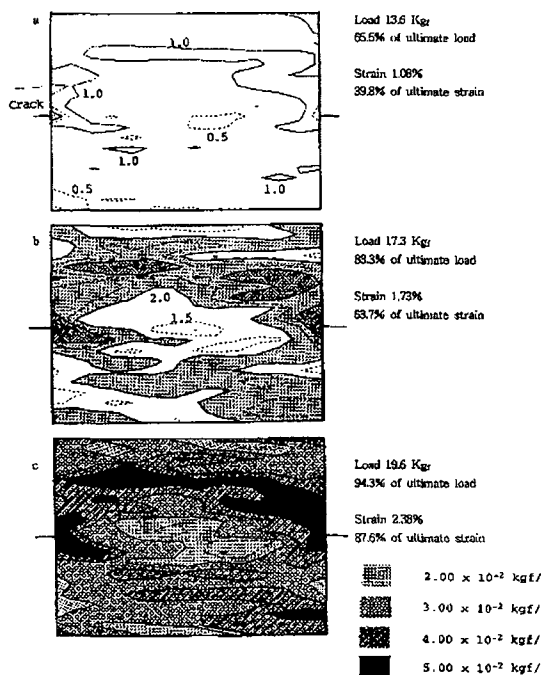 a
1.0
Load 13.6 Kgr
65.5% of ultimate load
Strain 1.08%
39.8% of ultimate strain
1.0
Crack
0.5
1.0
0.5
1.0
b
Load 17.3 Kgr
83.3% of ultimate load
2.0
Strain 1.73%
63.7% of ultimate strain
1.5
c
Load 19.6 Kgr
94.3% of ultimate load
Strain 2.38%
87.6% of ultimate strain
2.00 x 10⁻² kgf/
3.00 x 10⁻² kgf/
4.00 x 10⁻² kgf/
5.00 x 10⁻² kgf/